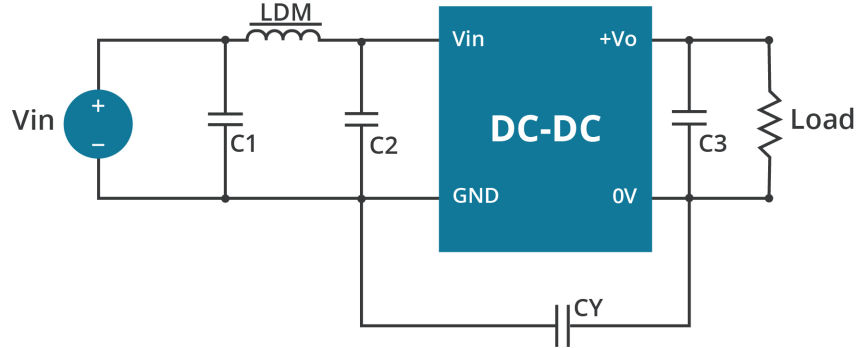 LDM
Vin
+
−
C1
C2
Vin
+Vo
DC-DC
GND
0V
C3
Load
CY